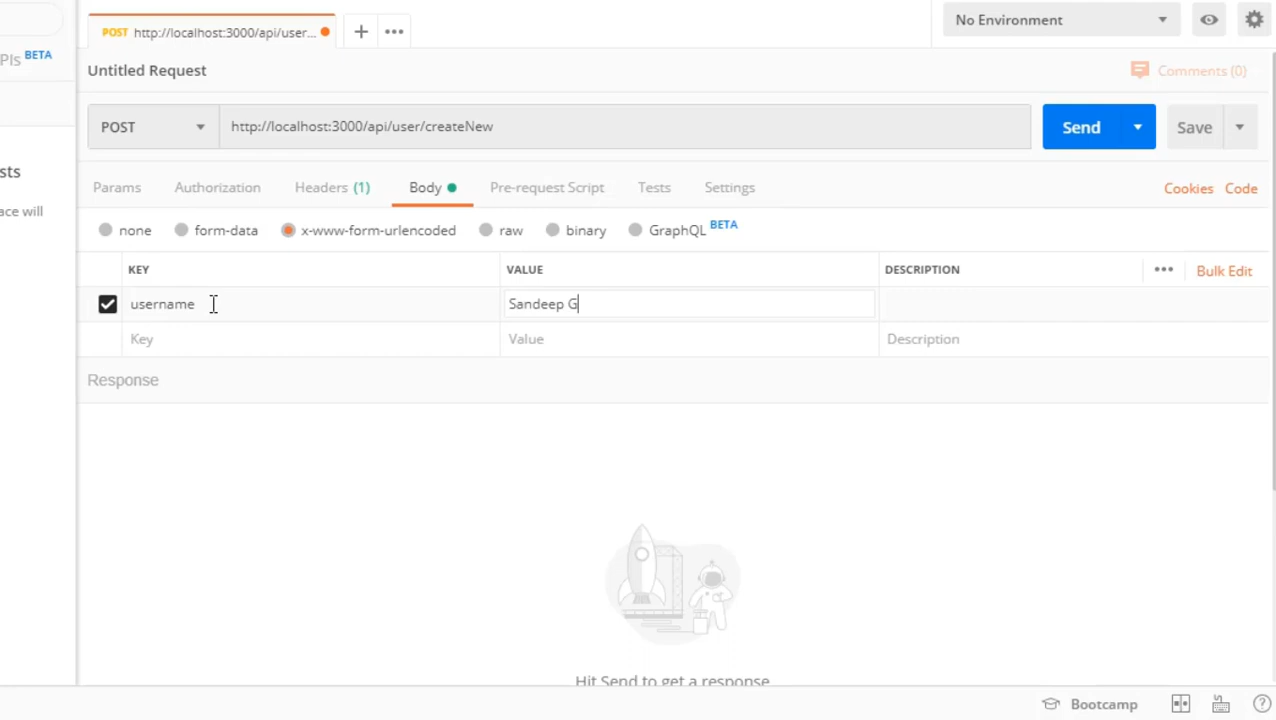 No Environment
POST http://localhost:3000/api/user...
PIs BETA
Untitled Request
Comments (0)
POST http://localhost:3000/api/user/createNew Send Save
sts
Params Authorization Headers (1) Body Pre-request Script Tests Settings Cookies Code
ace will
none form-data x-www-form-urlencoded raw binary GraphQL BETA
KEY VALUE DESCRIPTION ••• Bulk Edit
username Sandeep G
Key Value Description
Response
Hit Send to get a response
Bootcamp